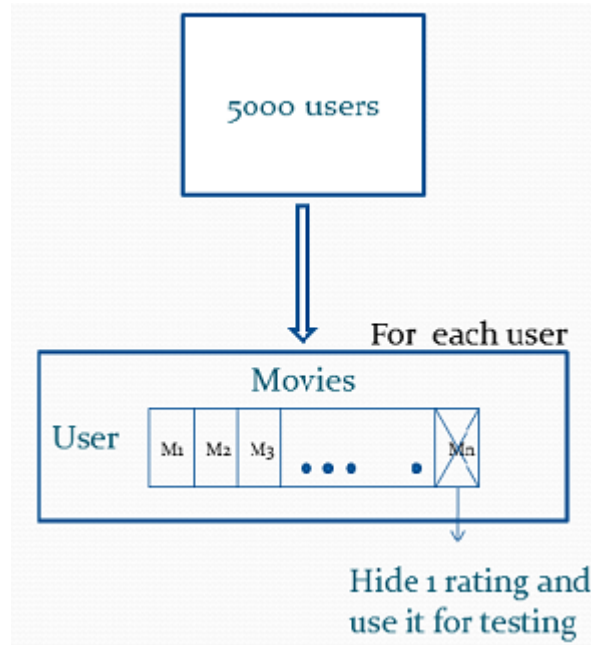 5000 users
For each user
Movies
User
M1 M2 M3 Mn
Hide 1 rating and
use it for testing